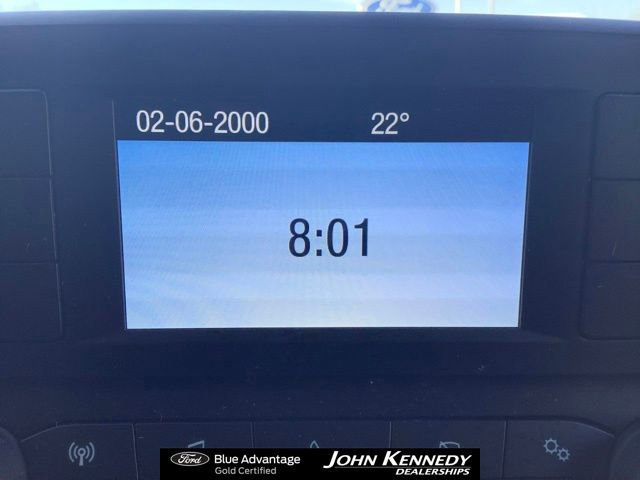 02-06-2000 22°
8:01
Ford Blue Advantage JOHN KENNEDY
Gold Certified DEALERSHIPS